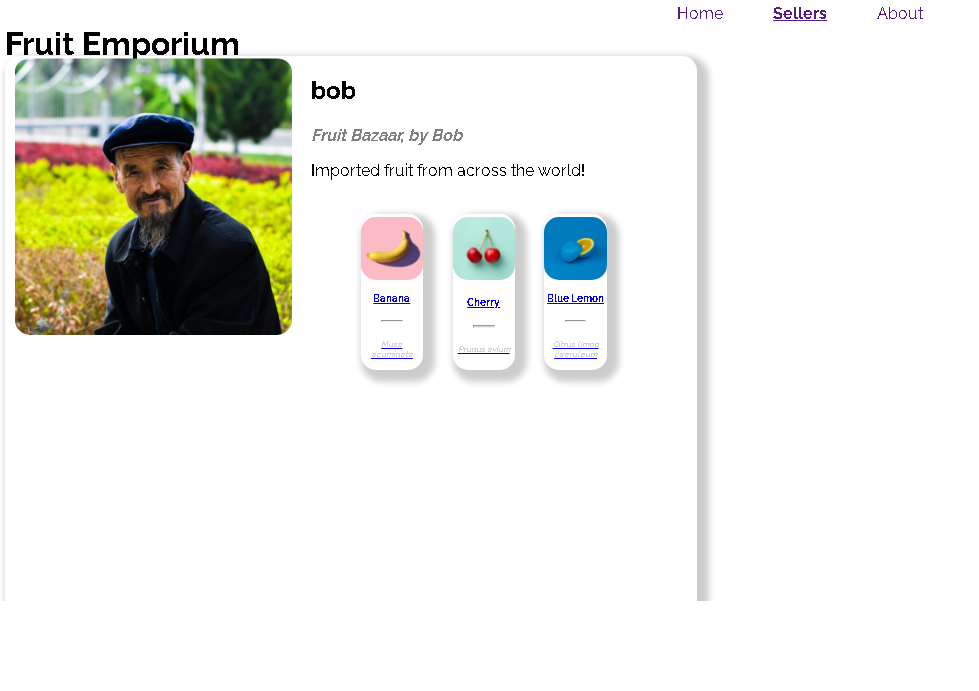 Home Sellers About
Fruit Emporium
bob
Fruit Bazaar, by Bob
Imported fruit from across the world!
Banana Cherry Blue Lemon
Musa acuminata
Prunus avium
Citrus limon caeruleum